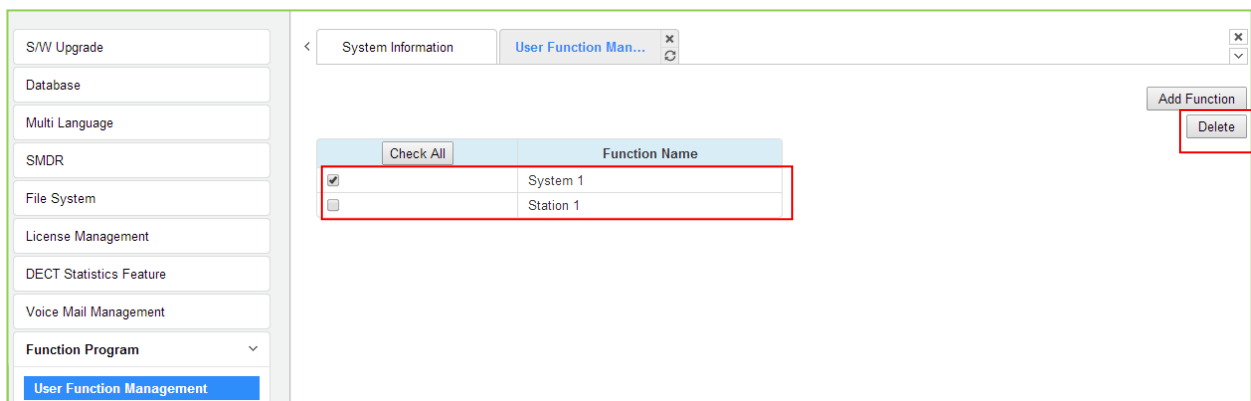 S/W Upgrade
Database
Multi Language
SMDR
File System
License Management
DECT Statistics Feature
Voice Mail Management
Function Program
User Function Management
System Information
User Function Man...
Add Function
Delete
Check All Function Name
System 1
Station 1